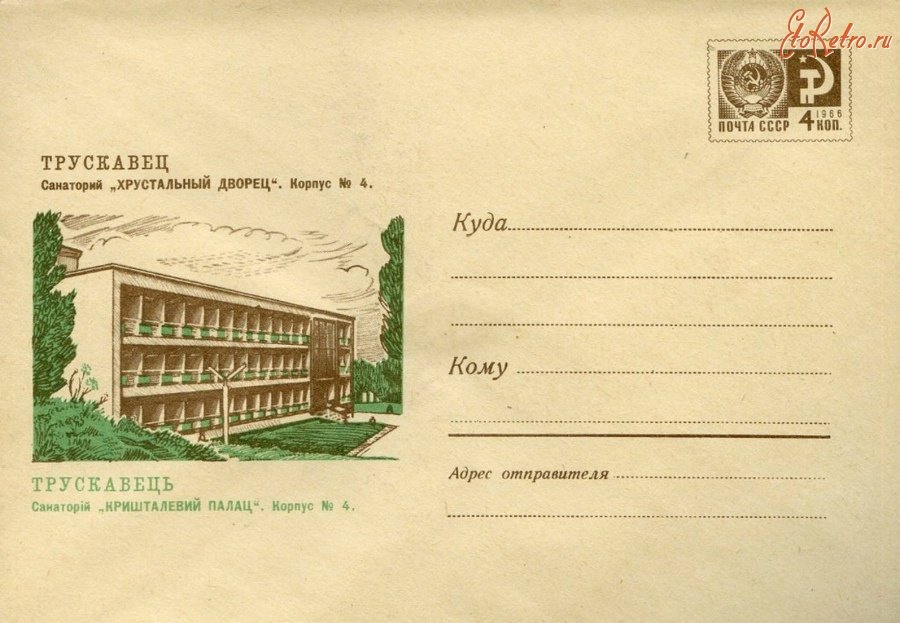 EtoRetro.ru
ПОЧТА СССР 4 1966 КОП.
ТРУСКАВЕЦ
Санаторий „ХРУСТАЛЬНЫЙ ДВОРЕЦ“. Корпус № 4.
Куда
Кому
Адрес отправителя
ТРУСКАВЕЦЬ
Санаторій „КРИШТАЛЕВИЙ ПАЛАЦ“. Корпус № 4.